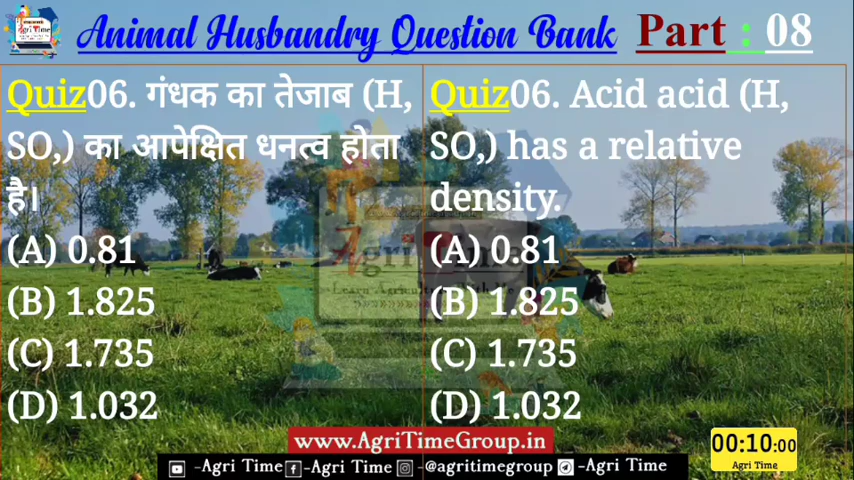 Agri Time
Animal Husbandry Question Bank Part : 08
Quiz06. गंधक का तेजाब (H,
SO,) का आपेक्षित धनत्व होता
है।
(A) 0.81
(B) 1.825
(C) 1.735
(D) 1.032
Quiz06. Acid acid (H,
SO,) has a relative
density.
(A) 0.81
(B) 1.825
(C) 1.735
(D) 1.032
www.AgriTimeGroup.in
-Agri Time -Agri Time -@agritimegroup -Agri Time
00:10:00
Agri Time